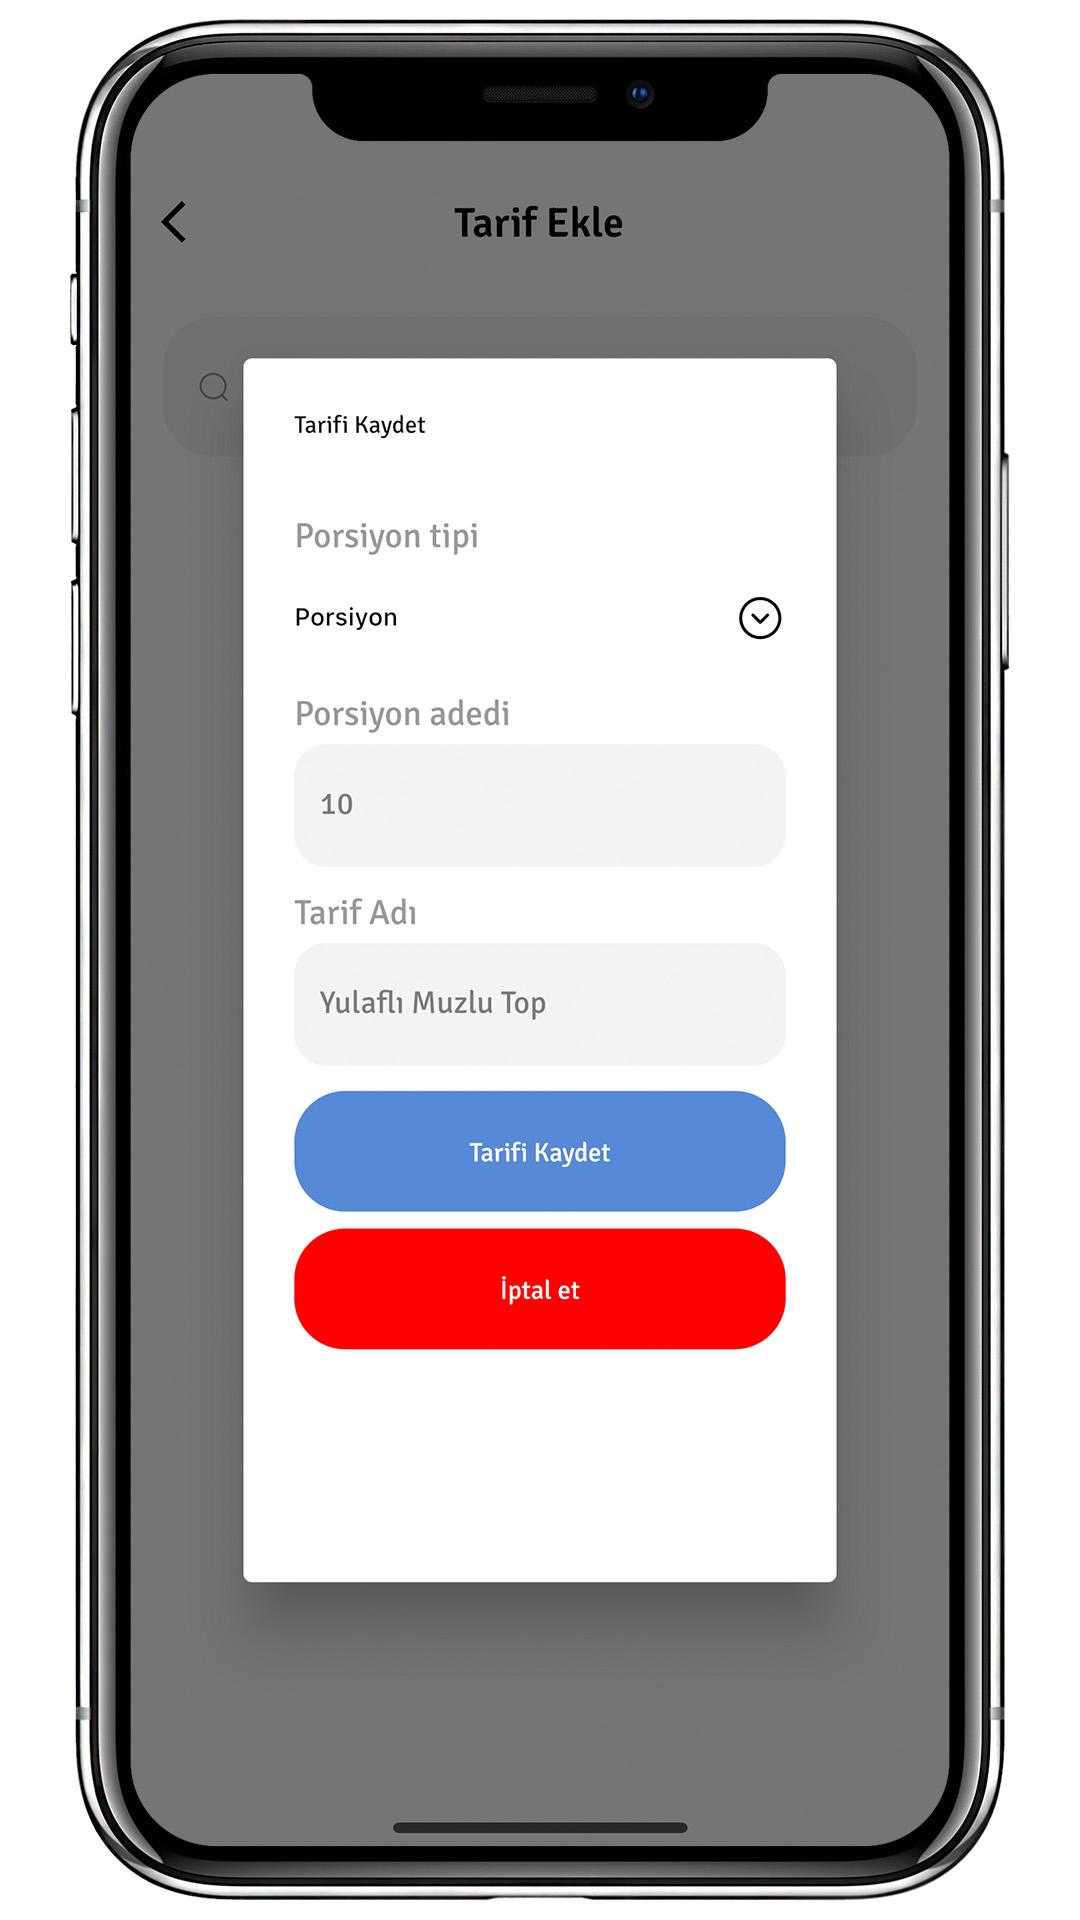 Tarif Ekle
Tarifi Kaydet
Porsiyon tipi
Porsiyon
Porsiyon adedi
10
Tarif Adı
Yulaflı Muzlu Top
Tarifi Kaydet
İptal et